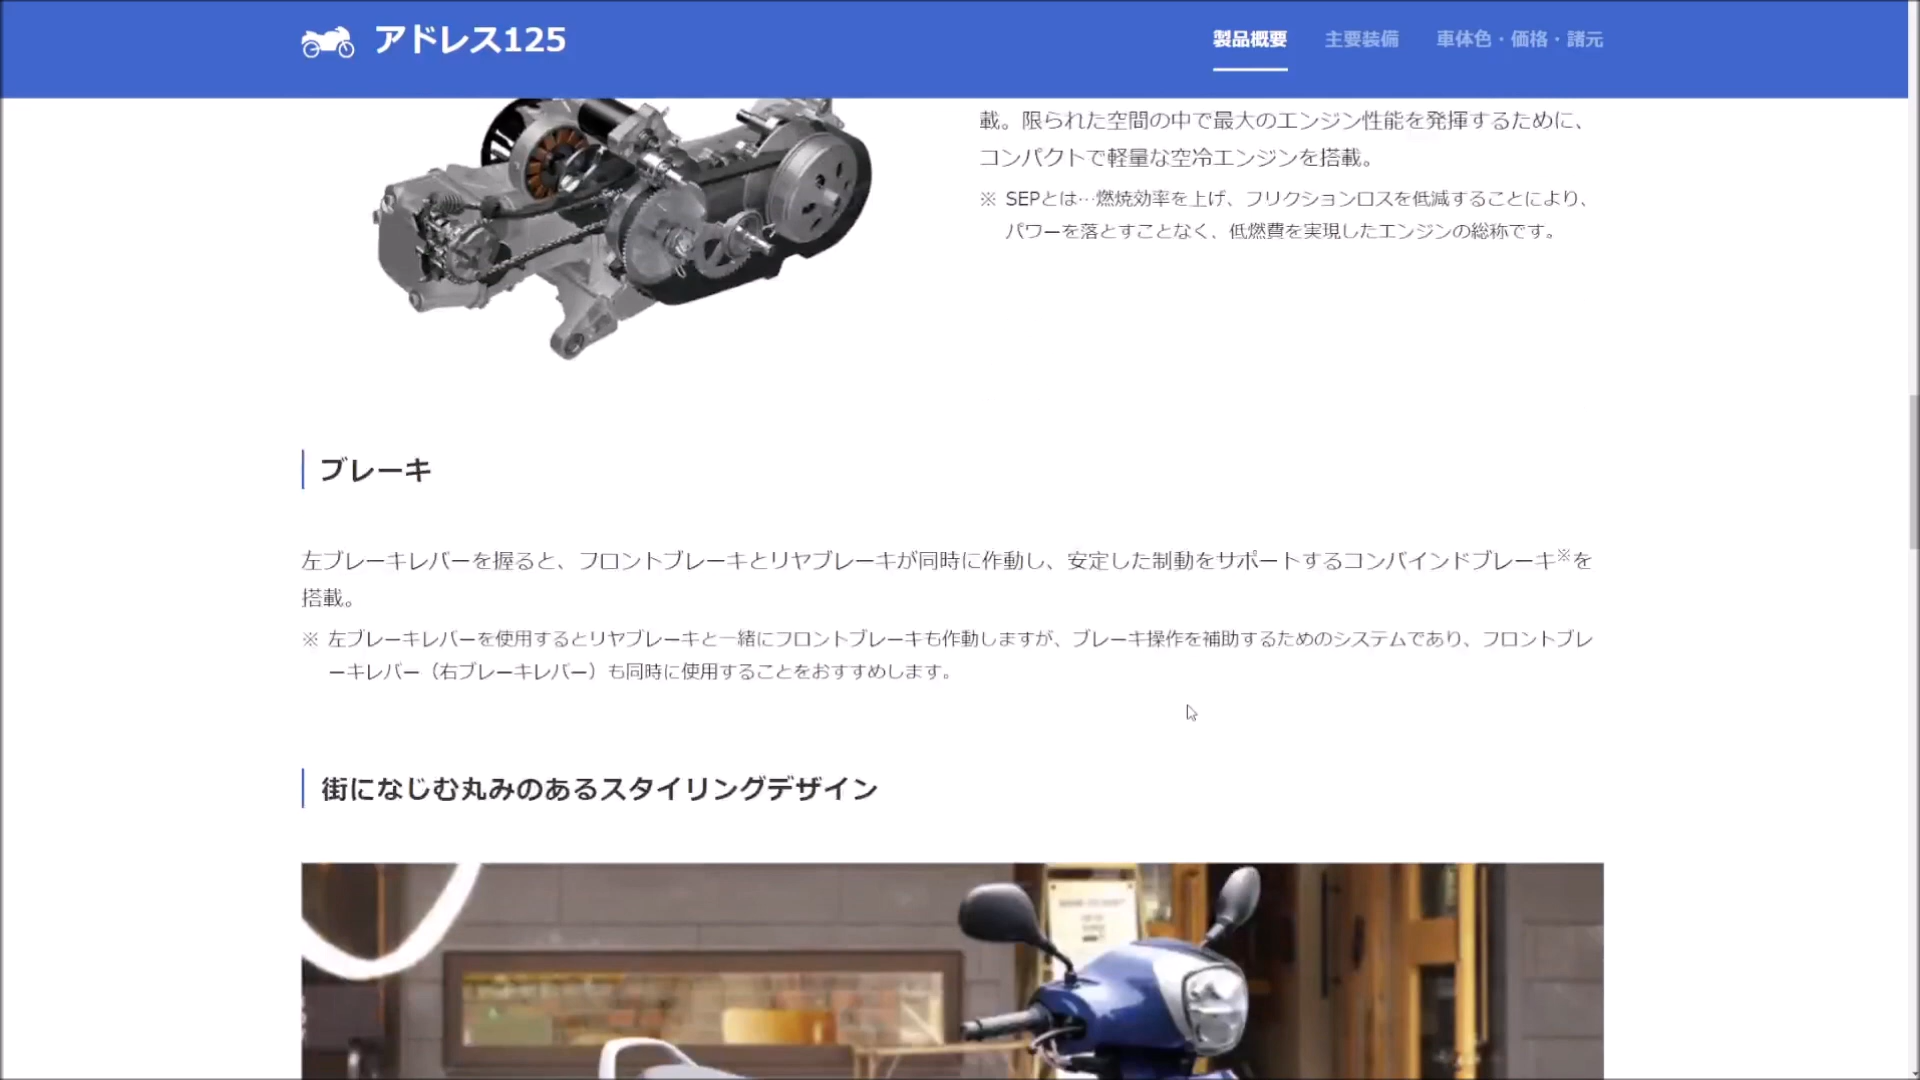 アドレス125
製品概要
主要装備
車体色・価格・諸元
載。限られた空間の中で最大のエンジン性能を発揮するために、
コンパクトで軽量な空冷エンジンを搭載。
※ SEPとは…燃焼効率を上げ、フリクションロスを低減することにより、
パワーを落とすことなく、低燃費を実現したエンジンの総称です。
ブレーキ
左ブレーキレバーを握ると、フロントブレーキとリヤブレーキが同時に作動し、安定した制動をサポートするコンバインドブレーキ※を
搭載。
※ 左ブレーキレバーを使用するとリヤブレーキと一緒にフロントブレーキも作動しますが、ブレーキ操作を補助するためのシステムであり、フロントブレ
ーキレバー（右ブレーキレバー）も同時に使用することをおすすめします。
街になじむ丸みのあるスタイリングデザイン